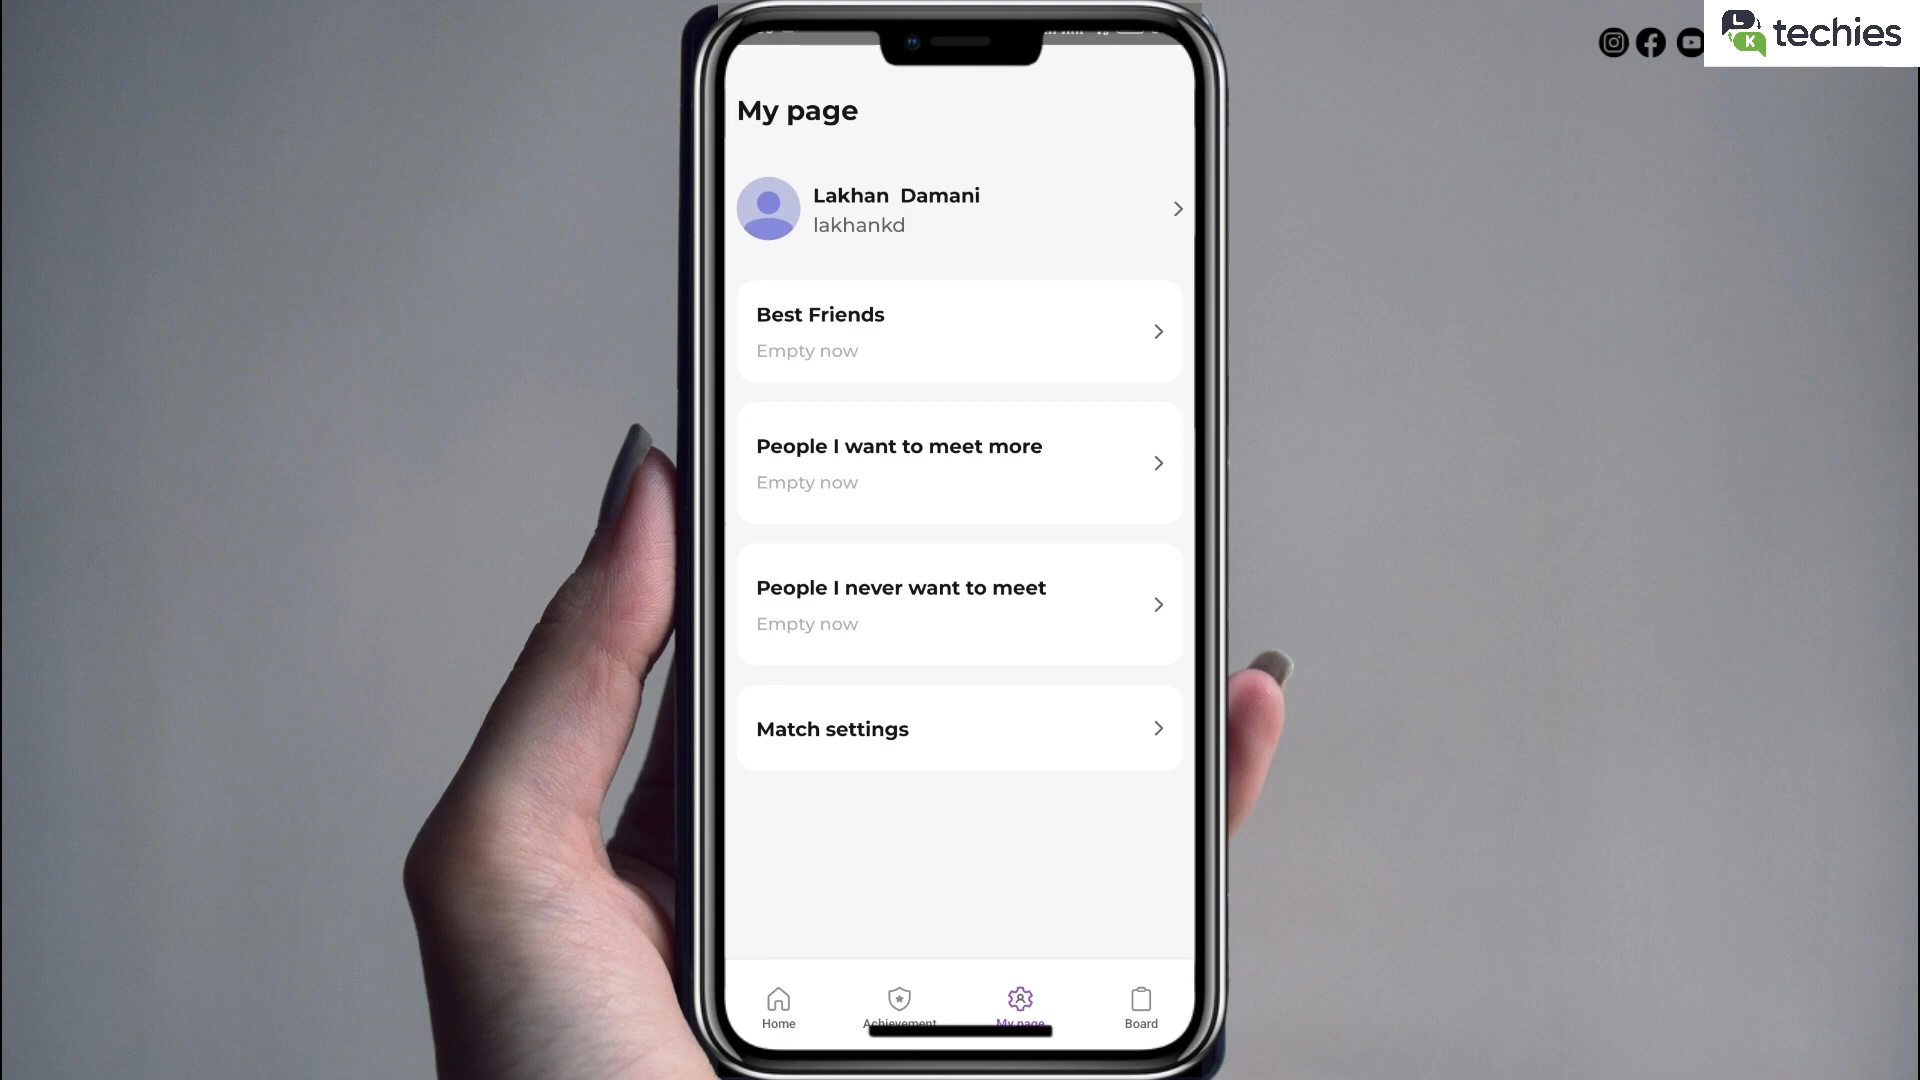 LK techies
My page
Lakhan Damani
lakhankd
Best Friends
Empty now
People I want to meet more
Empty now
People I never want to meet
Empty now
Match settings
Home
Achievement
My page
Board